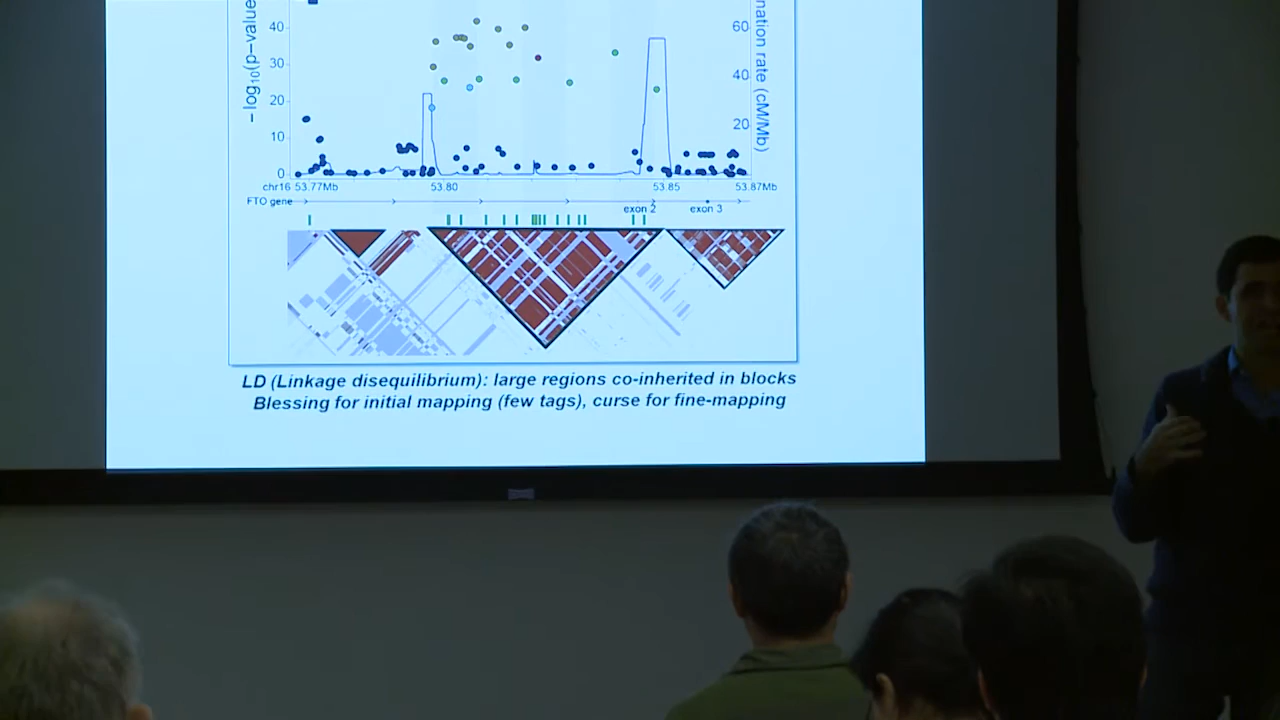 40
30
20
10
0
−log10(p−value
60
40
20
nation rate (cM/Mb)
chr16 53.77Mb 53.80 53.85 53.87Mb
FTO gene
exon 2 exon 3
LD (Linkage disequilibrium): large regions co-inherited in blocks
Blessing for initial mapping (few tags), curse for fine-mapping